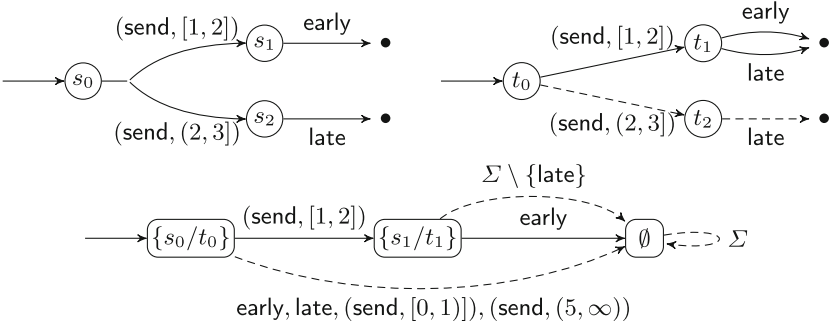 (send, [1, 2]) early
s₀ s₁
(send, (2, 3]) late
s₂
(send, [1, 2]) early
t₀ t₁ late
(send, (2, 3]) late
t₂
Σ \ {late}
{s₀/t₀} (send, [1, 2]) {s₁/t₁} early ∅ Σ
early, late, (send, [0, 1)]), (send, (5, ∞))